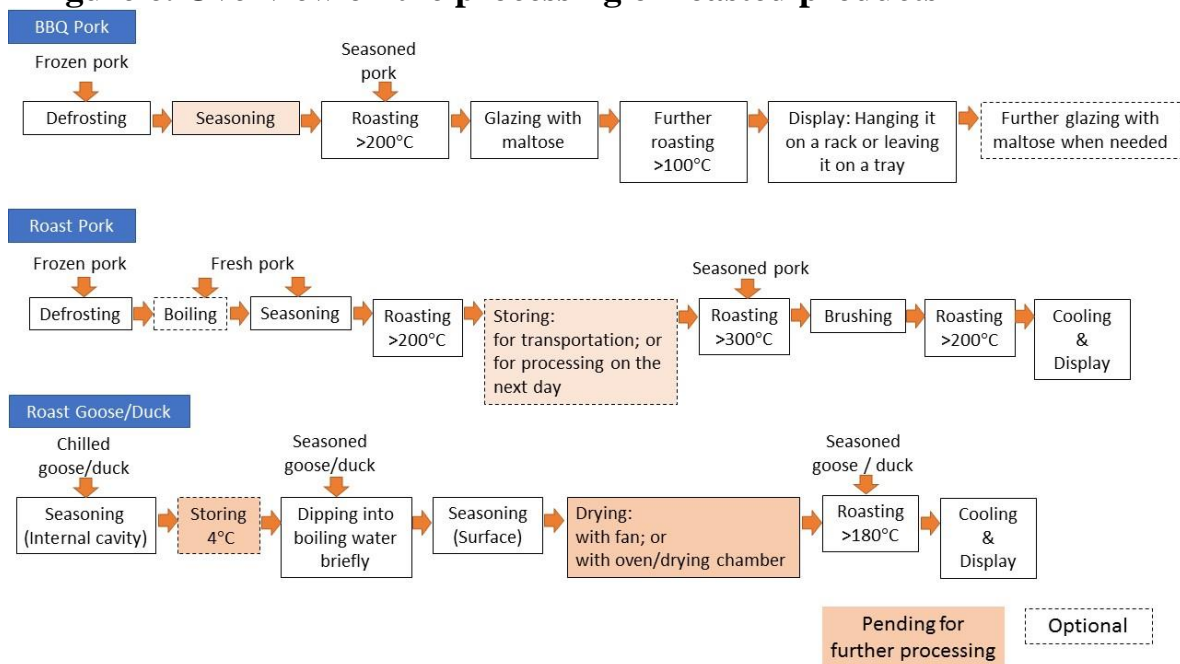 BBQ Pork
Frozen pork
Seasoned
pork
Defrosting
Seasoning
Roasting
>200°C
Glazing with
maltose
Further
roasting
>100°C
Display: Hanging it
on a rack or leaving
it on a tray
Further glazing with
maltose when needed
Roast Pork
Frozen pork
Fresh pork
Seasoned pork
Defrosting
Boiling
Seasoning
Roasting
>200°C
Storing:
for transportation; or
for processing on the
next day
Roasting
>300°C
Brushing
Roasting
>200°C
Cooling
&
Display
Roast Goose/Duck
Chilled
goose/duck
Seasoned
goose/duck
Seasoned
goose / duck
Seasoning
(Internal cavity)
Storing
4°C
Dipping into
boiling water
briefly
Seasoning
(Surface)
Drying:
with fan; or
with oven/drying chamber
Roasting
>180°C
Cooling
&
Display
Pending for
further processing
Optional